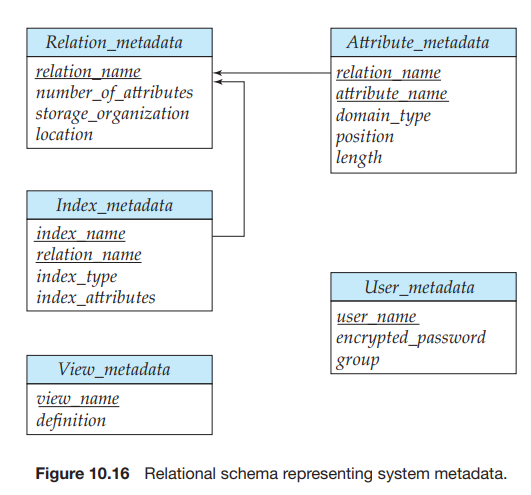 Relation_metadata
relation_name
number_of_attributes
storage_organization
location
Attribute_metadata
relation_name
attribute_name
domain_type
position
length
Index_metadata
index_name
relation_name
index_type
index_attributes
User_metadata
user_name
encrypted_password
group
View_metadata
view_name
definition
Figure 10.16 Relational schema representing system metadata.